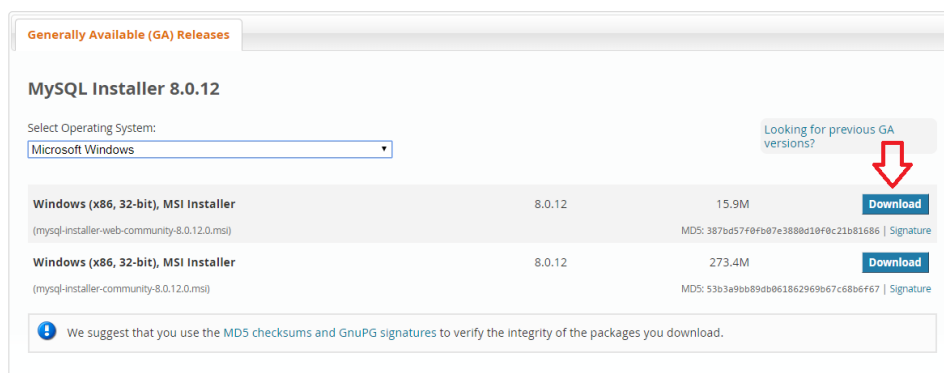 Generally Available (GA) Releases
MySQL Installer 8.0.12
Select Operating System:
Microsoft Windows
Looking for previous GA
versions?
Windows (x86, 32-bit), MSI Installer 8.0.12 15.9M Download
(mysql-installer-web-community-8.0.12.0.msi) MD5: 387bd57f0fb07e3880d10f0c21b81686 | Signature
Windows (x86, 32-bit), MSI Installer 8.0.12 273.4M Download
(mysql-installer-community-8.0.12.0.msi) MD5: 53b3a9bb89db061862969b67c68b6f67 | Signature
We suggest that you use the MD5 checksums and GnuPG signatures to verify the integrity of the packages you download.